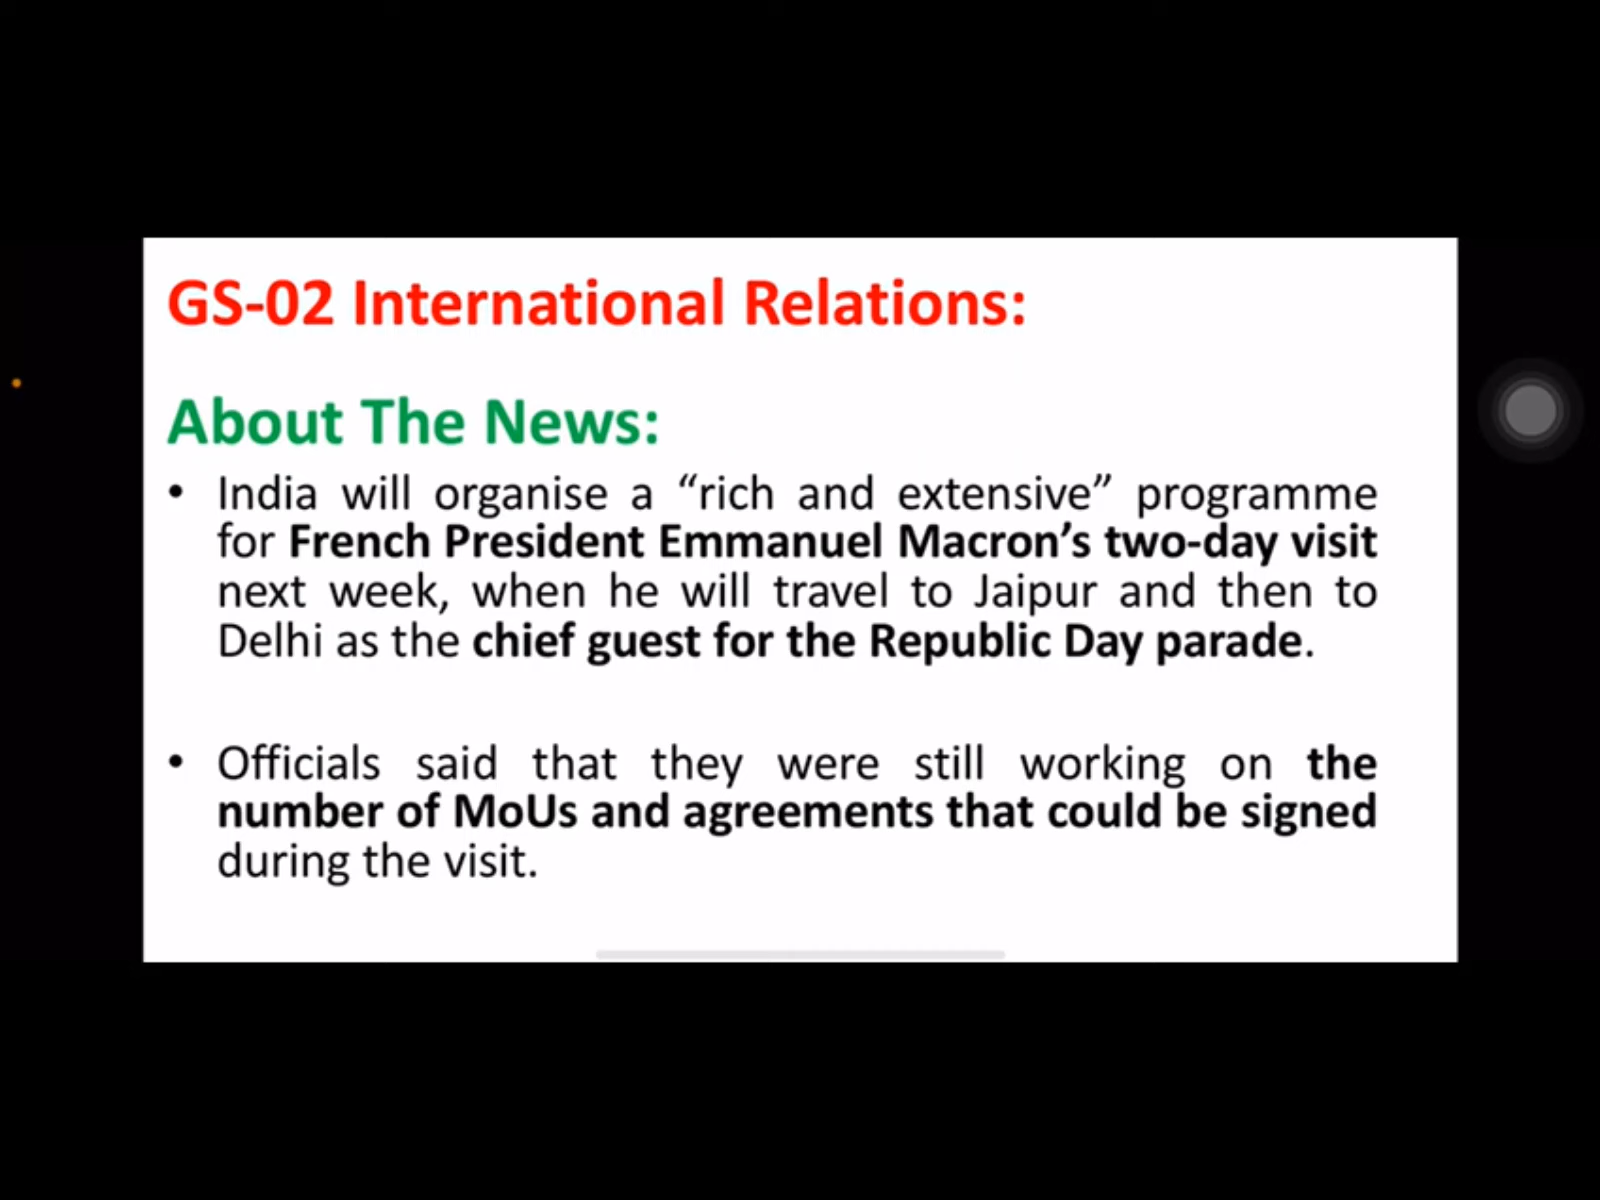 GS-02 International Relations:
About The News:
• India will organise a “rich and extensive” programme
for French President Emmanuel Macron’s two-day visit
next week, when he will travel to Jaipur and then to
Delhi as the chief guest for the Republic Day parade.
• Officials said that they were still working on the
number of MoUs and agreements that could be signed
during the visit.